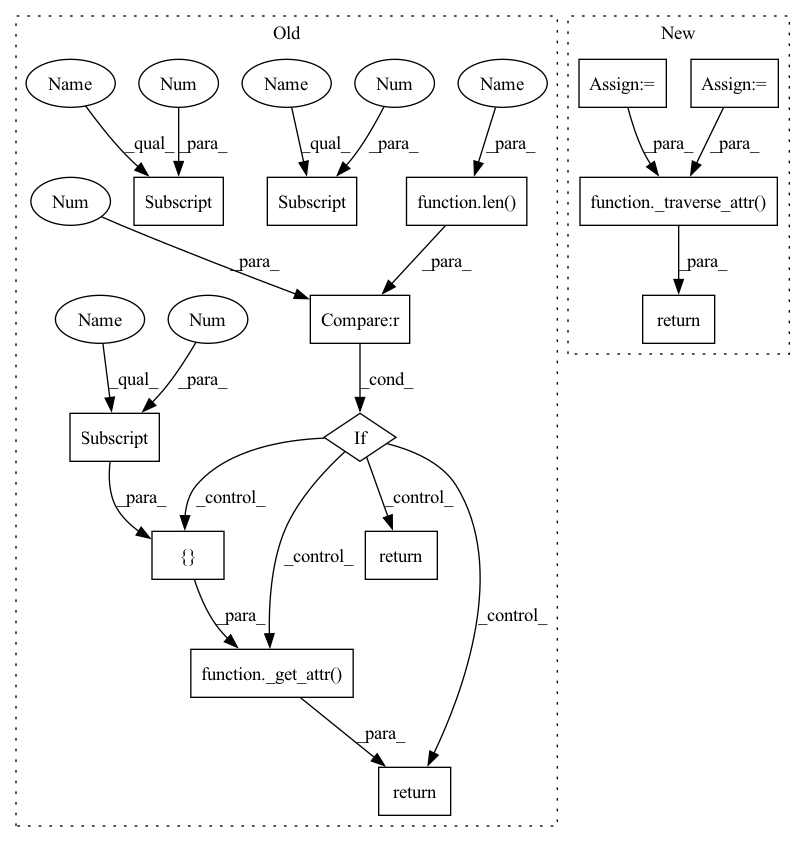 Old
New
Name
Num
Name
Num
Name
Assign:=
Assign:=
_qual_
_para_
_qual_
_para_
_para_
_para_
_para_
Num
Subscript
Subscript
function.len()
function._traverse_attr()
_para_
_para_
_para_
Name
Num
Compare:r
return
_qual_
_para_
_cond_
Subscript
If
_para_
_control_
_control_
{}
_control_
return
_para_
_control_
function._get_attr()
_para_
return